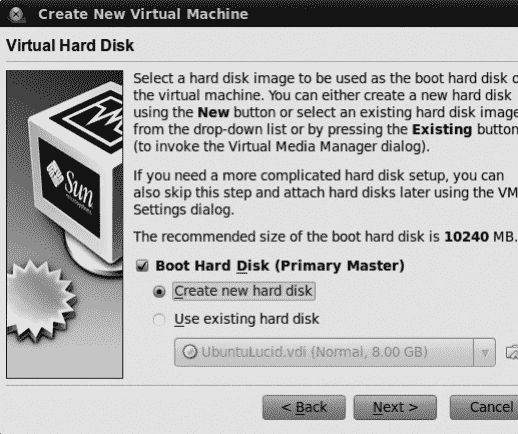 Create New Virtual Machine
Virtual Hard Disk
Select a hard disk image to be used as the boot hard disk
the virtual machine. You can either create a new hard disk
using the New button or select an existing hard disk image
from the drop-down list or by pressing the Existing button
(to invoke the Virtual Media Manager dialog).
If you need a more complicated hard disk setup, you can
also skip this step and attach hard disks later using the VM
Settings dialog.
The recommended size of the boot hard disk is 10240 MB.
Sun
microsystems
Boot Hard Disk (Primary Master)
Create new hard disk
Use existing hard disk
UbuntuLucid.vdi (Normal, 8.00 GB)
< Back
Next >
Cancel